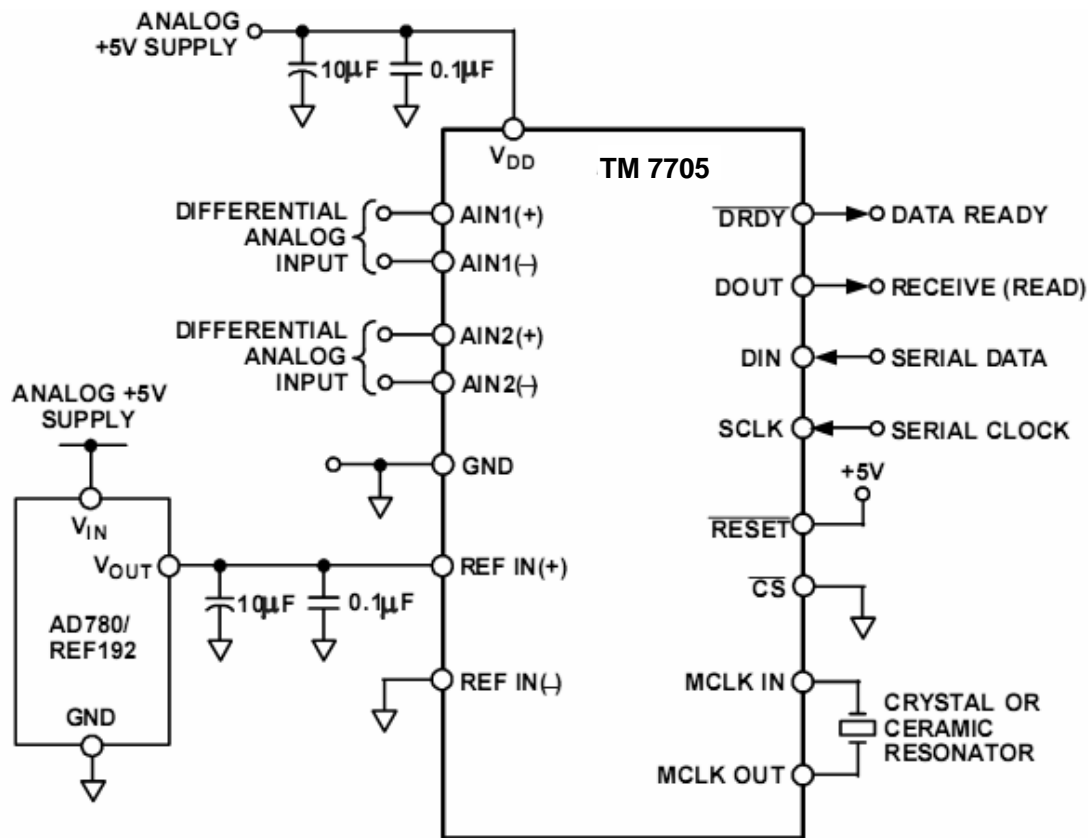 ANALOG
+5V SUPPLY
10µF
0.1µF
VDD
TM 7705
DIFFERENTIAL
ANALOG
INPUT
AIN1(+)
AIN1(–)
DRDY
DATA READY
DOUT
RECEIVE (READ)
DIFFERENTIAL
ANALOG
INPUT
AIN2(+)
AIN2(–)
DIN
SERIAL DATA
SCLK
SERIAL CLOCK
ANALOG +5V
SUPPLY
GND
+5V
VIN
RESET
VOUT
10µF
0.1µF
REF IN(+)
CS
AD780/
REF192
REF IN(–)
MCLK IN
CRYSTAL OR
CERAMIC
RESONATOR
GND
MCLK OUT